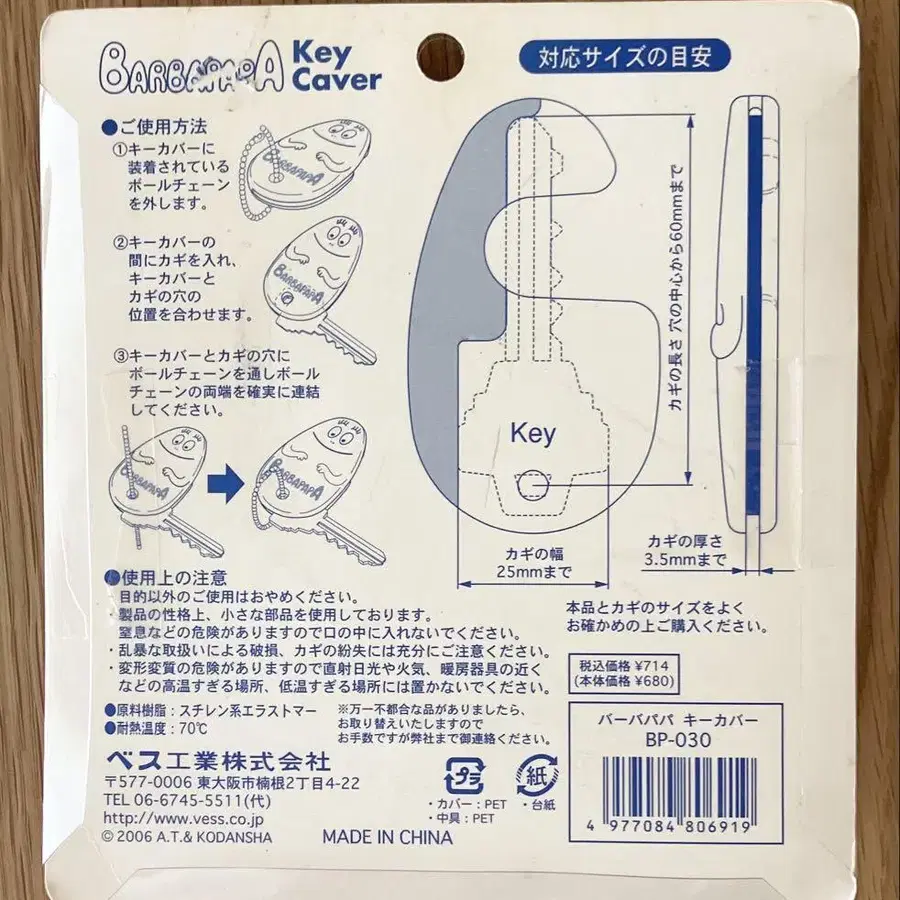 BARBAPAPA Key
Caver
対応サイズの目安
●ご使用方法
①キーカバーに
装着されている
ボールチェーン
を外します。
BARBAPAPA
②キーカバーの
間にカギを入れ、
キーカバーと
カギの穴の
位置を合わせます。
BARBAPAPA
③キーカバーとカギの穴に
ボールチェーンを通しボール
チェーンの両端を確実に連結
してください。
BARBAPAPA
BARBAPAPA
Key
カギの長さ 穴の中心から60mmまで
カギの幅
25mmまで
カギの厚さ
3.5mmまで
●使用上の注意
・目的以外のご使用はおやめください。
・製品の性格上、小さな部品を使用しております。
窒息などの危険がありますので口の中に入れないでください。
・乱暴な取扱いによる破損、カギの紛失には充分にご注意ください。
・変形変質の危険がありますので直射日光や火気、暖房器具の近く
などの高温すぎる場所、低温すぎる場所には置かないでください。
本品とカギのサイズをよく
お確かめの上ご購入ください。
税込価格 ¥714
(本体価格 ¥680)
●原料樹脂：スチレン系エラストマー
●耐熱温度：70℃
※万一不都合な品がありましたら、
お取り替えいたしますので
お手数ですが弊社まで御連絡ください。
ベス工業株式会社
〒577-0006 東大阪市楠根2丁目4-22
TEL 06-6745-5511(代)
http://www.vess.co.jp
© 2006 A.T.& KODANSHA
MADE IN CHINA
プラ
・カバー：PET
・中具：PET
紙
・台紙
バーバパパ キーカバー
BP-030
4 977084 806919